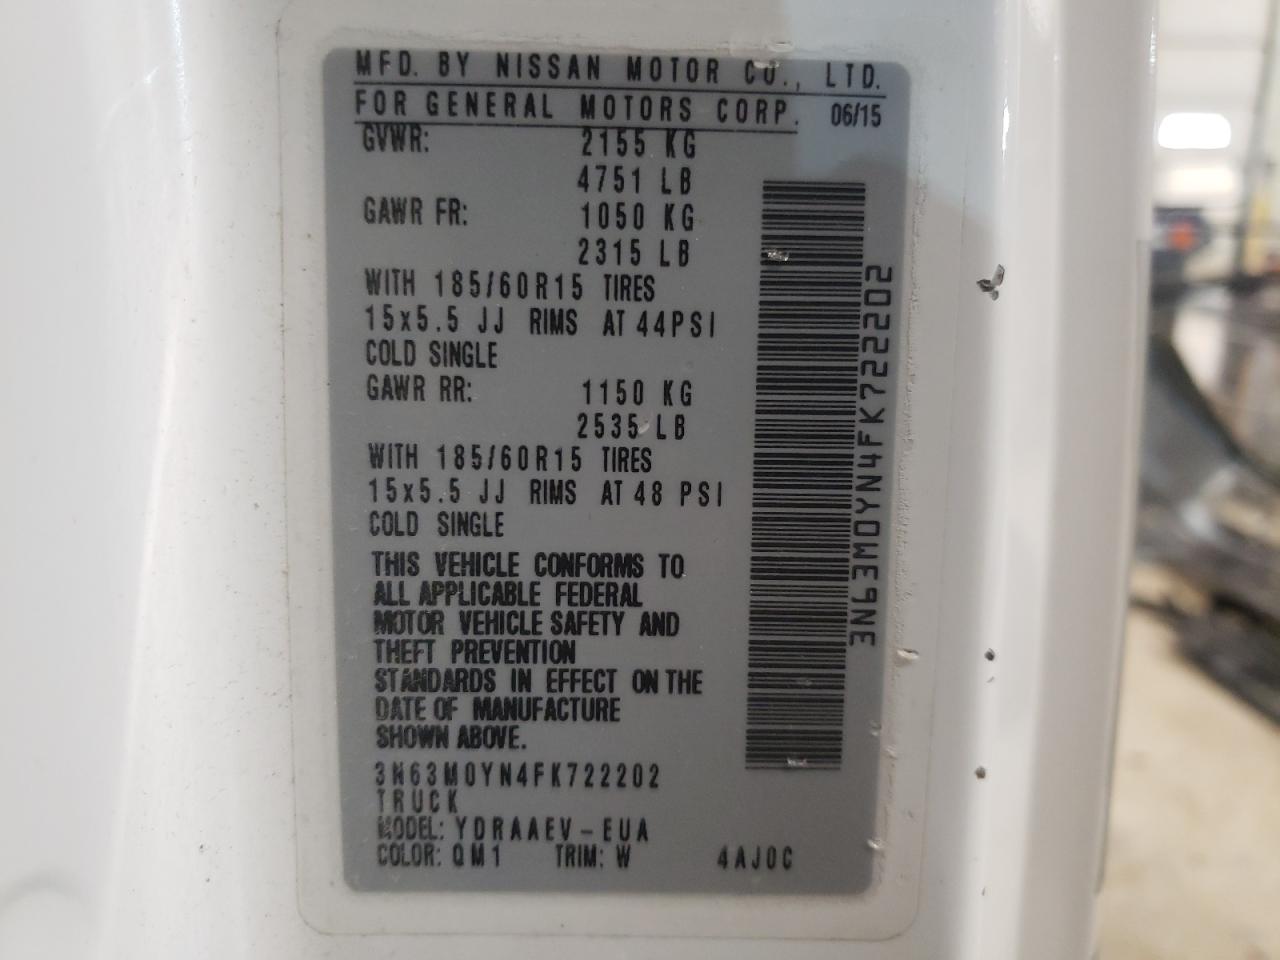 MFD. BY NISSAN MOTOR CO., LTD.
FOR GENERAL MOTORS CORP. 06/15
GVWR: 2155 KG
4751 LB
GAWR FR: 1050 KG
2315 LB
WITH 185/60R15 TIRES
15x5.5 JJ RIMS AT 44PSI
COLD SINGLE
GAWR RR: 1150 KG
2535 LB
WITH 185/60R15 TIRES
15x5.5 JJ RIMS AT 48 PSI
COLD SINGLE
THIS VEHICLE CONFORMS TO
ALL APPLICABLE FEDERAL
MOTOR VEHICLE SAFETY AND
THEFT PREVENTION
STANDARDS IN EFFECT ON THE
DATE OF MANUFACTURE
SHOWN ABOVE.
3N63M0YN4FK722202
TRUCK
MODEL: YDRAAEV-EUA
COLOR: QM1 TRIM: W 4AJ0C
3N63M0YN4FK722202